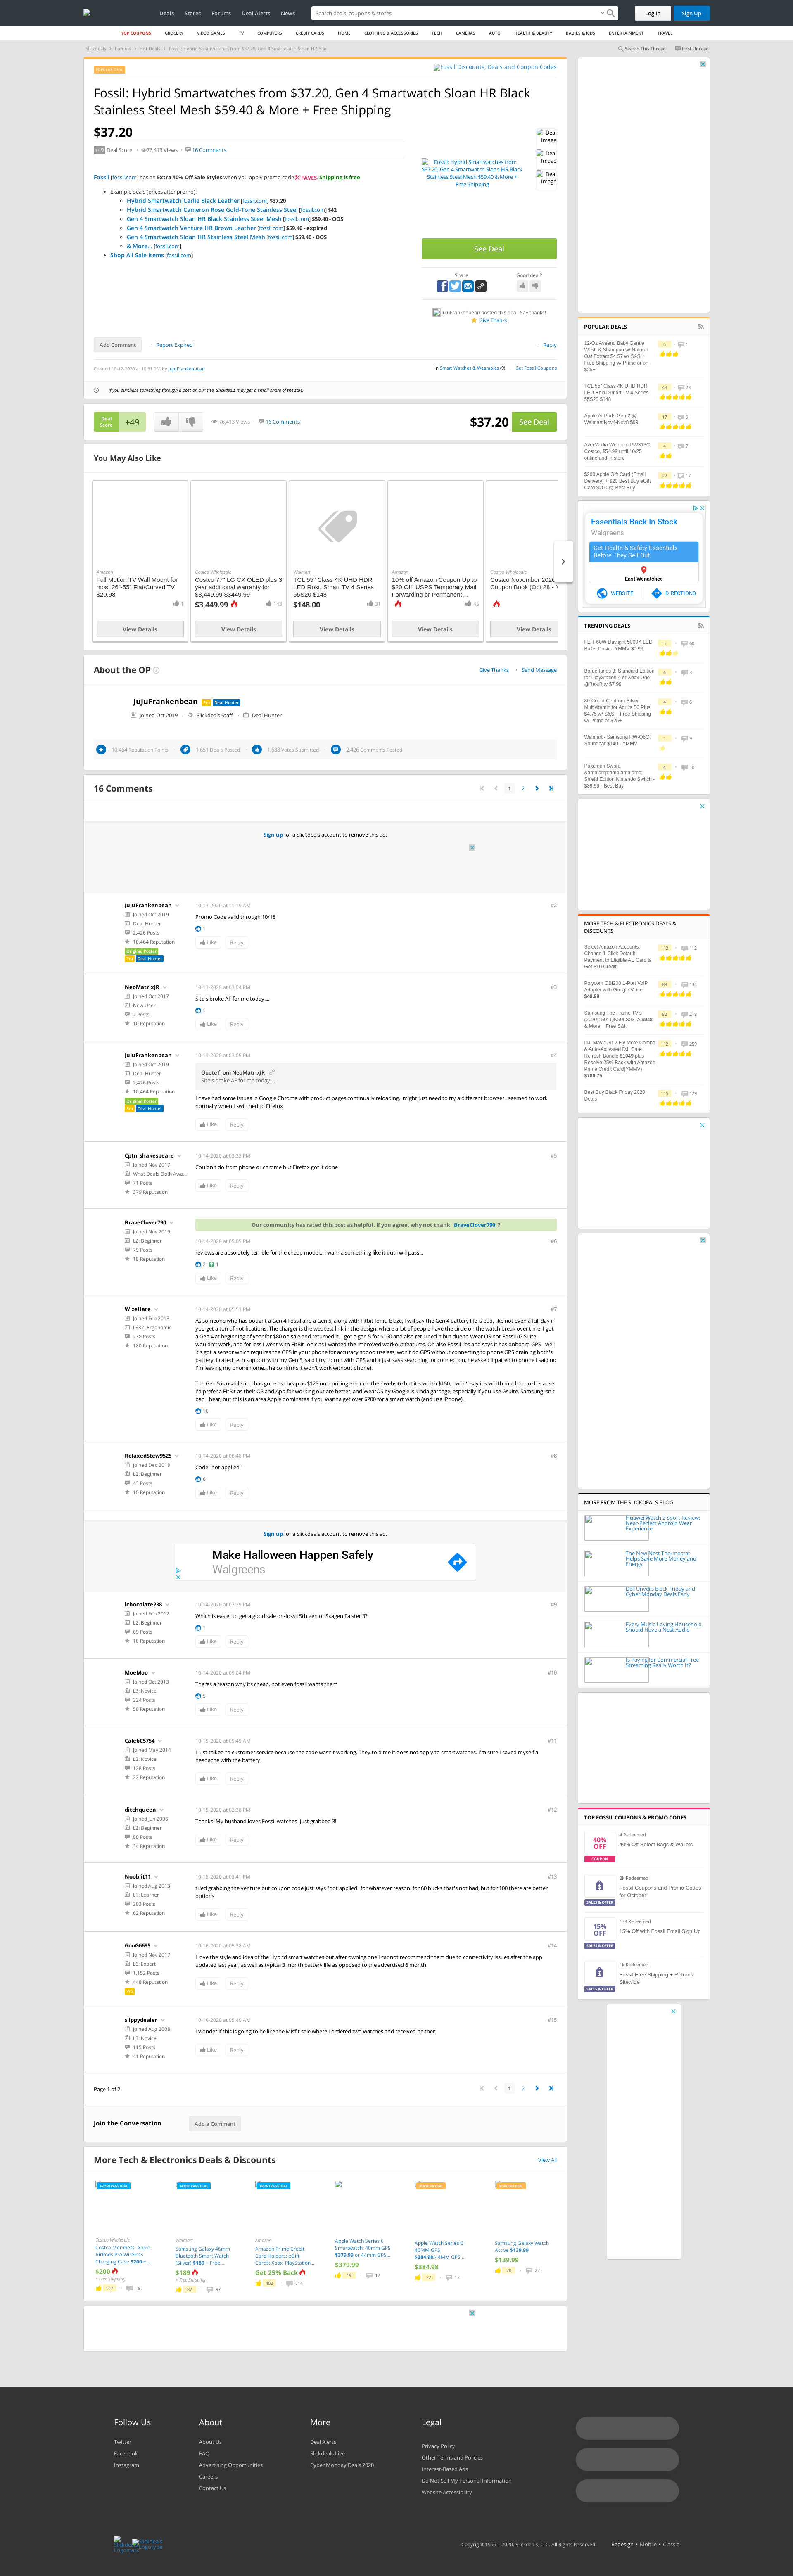 Deals
Stores
Forums
Deal Alerts
News
Search deals, coupons & stores
Log In
Sign Up
TOP COUPONS
GROCERY
VIDEO GAMES
TV
COMPUTERS
CREDIT CARDS
HOME
CLOTHING & ACCESSORIES
TECH
CAMERAS
AUTO
HEALTH & BEAUTY
BABIES & KIDS
ENTERTAINMENT
TRAVEL
Slickdeals > Forums > Hot Deals > Fossil: Hybrid Smartwatches from $37.20, Gen 4 Smartwatch Sloan HR Blac...
Search This Thread
First Unread
POPULAR DEAL
Fossil Discounts, Deals and Coupon Codes
Fossil: Hybrid Smartwatches from $37.20, Gen 4 Smartwatch Sloan HR Black
Stainless Steel Mesh $59.40 & More + Free Shipping
$37.20
+49 Deal Score
76,413 Views
16 Comments
Fossil [fossil.com] has an Extra 40% Off Sale Styles when you apply promo code FAVES. Shipping is free.
Example deals (prices after promo):
Hybrid Smartwatch Carlie Black Leather [fossil.com] $37.20
Hybrid Smartwatch Cameron Rose Gold-Tone Stainless Steel [fossil.com] $42
Gen 4 Smartwatch Sloan HR Black Stainless Steel Mesh [fossil.com] $59.40 - OOS
Gen 4 Smartwatch Venture HR Brown Leather [fossil.com] $59.40 - expired
Gen 4 Smartwatch Sloan HR Stainless Steel Mesh [fossil.com] $59.40 - OOS
& More... [fossil.com]
Shop All Sale Items [fossil.com]
Fossil: Hybrid Smartwatches from
$37.20, Gen 4 Smartwatch Sloan HR Black
Stainless Steel Mesh $59.40 & More +
Free Shipping
Deal
Image
Deal
Image
Deal
Image
See Deal
Share
Good deal?
JuJuFrankenbean posted this deal. Say thanks!
Give Thanks
Add Comment
Report Expired
Reply
Created 10-12-2020 at 10:31 PM by JuJuFrankenbean
in Smart Watches & Wearables (9)
Get Fossil Coupons
If you purchase something through a post on our site, Slickdeals may get a small share of the sale.
Deal
Score
+49
76,413 Views
16 Comments
$37.20
See Deal
You May Also Like
Amazon
Full Motion TV Wall Mount for
most 26"-55" Flat/Curved TV
$20.98
1
View Details
Costco Wholesale
Costco 77" LG CX OLED plus 3
year additional warranty for
$3,449.99 $3449.99
$3,449.99
143
View Details
Walmart
TCL 55" Class 4K UHD HDR
LED Roku Smart TV 4 Series
55S20 $148
$148.00
31
View Details
Amazon
10% off Amazon Coupon Up to
$20 Off! USPS Temporary Mail
Forwarding or Permanent...
40
View Details
Costco Wholesale
Costco November 2020
Coupon Book (Oct 28 - N
View Details
About the OP
Give Thanks
Send Message
JuJuFrankenbean Pro Deal Hunter
Joined Oct 2019
Slickdeals Staff
Deal Hunter
10,464 Reputation Points
1,651 Deals Posted
1,688 Votes Submitted
2,426 Comments Posted
16 Comments
1
2
Sign up for a Slickdeals account to remove this ad.
JuJuFrankenbean
Joined Oct 2019
Deal Hunter
2,426 Posts
10,464 Reputation
Original Poster
Pro Deal Hunter
10-13-2020 at 11:19 AM
#2
Promo Code valid through 10/18
1
Like
Reply
NeoMatrixJR
Joined Oct 2017
New User
7 Posts
10 Reputation
10-13-2020 at 03:04 PM
#3
Site's broke AF for me today....
1
Like
Reply
JuJuFrankenbean
Joined Oct 2019
Deal Hunter
2,426 Posts
10,464 Reputation
Original Poster
Pro Deal Hunter
10-13-2020 at 03:05 PM
#4
Quote from NeoMatrixJR
Site's broke AF for me today....
I have had some issues in Google Chrome with product pages continually reloading.. might just need to try a different browser.. seems to work
normally when I switched to Firefox
Like
Reply
Cptn_shakespeare
Joined Nov 2017
What Deals Doth Awa...
71 Posts
379 Reputation
10-14-2020 at 03:33 PM
#5
Couldn't do from phone or chrome but Firefox got it done
Like
Reply
BraveClover790
Joined Nov 2019
L2: Beginner
79 Posts
18 Reputation
Our community has rated this post as helpful. If you agree, why not thank BraveClover790 ?
10-14-2020 at 05:05 PM
#6
reviews are absolutely terrible for the cheap model... i wanna something like it but i will pass...
2
1
Like
Reply
WizeHare
Joined Feb 2013
L337: Ergonomic
238 Posts
180 Reputation
10-14-2020 at 05:53 PM
#7
As someone who has bought a Gen 4 Fossil and a Gen 5, along with Fitbit Ionic, Blaze, I will say the Gen 4 battery life is bad, like not even a full day if
you get a ton of notifications. The charger is the weakest link in the design, where a lot of people have the circle on the watch break over time. I got
a Gen 4 at beginning of year for $80 on sale and returned it. I got a gen 5 for $160 and also returned it but due to Wear OS not Fossil (G.Suite
wouldn't work, and for less I went with FitBit Ionic as I wanted the improved workout features. Oh also Fossil lies and says it has onboard GPS - well
it's got a sensor which requires the GPS in your phone for accuracy soooo useless, won't do GPS without a phone connection and GPS drains both
battery. I called tech support with my Gen 5, said I try to run with GPS and it just says searching for connection, he asked if paired to phone I said no
I'm leaving my phone home... he confirms it won't work without phone).
The Gen 5 is usable and has gone as cheap as $125 on a pricing error on their website but it's worth $150, I won't say it's worth much more because
I'd prefer a FitBit as their OS and App for working out are better, and WearOS by Google is kinda garbage, especially if you use Gsuite. Samsung isn't
bad I hear, but this is an area Apple dominates if you wanna get over $200 for a smart watch (and use iPhone).
10
Like
Reply
RelaxedStew9525
Joined Dec 2018
L2: Beginner
43 Posts
10 Reputation
10-14-2020 at 06:48 PM
#8
Code "not applied"
6
Like
Reply
Sign up for a Slickdeals account to remove this ad.
Make Halloween Happen Safely
Walgreens
lchocolate238
Joined Feb 2012
L2: Beginner
69 Posts
10 Reputation
10-14-2020 at 07:29 PM
#9
Which is easier to get a good sale on-fossil 5th gen or Skagen Falster 3?
1
Like
Reply
MoeMoo
Joined Oct 2013
L3: Novice
224 Posts
50 Reputation
10-14-2020 at 09:04 PM
#10
Theres a reason why its cheap, not even fossil wants them
5
Like
Reply
CalebC5754
Joined May 2014
L3: Novice
128 Posts
22 Reputation
10-15-2020 at 09:49 AM
#11
I just talked to customer service because the code wasn't working. They told me it does not apply to smartwatches. I'm sure I saved myself a
headache with the battery..
Like
Reply
ditchqueen
Joined Jun 2006
L2: Beginner
80 Posts
34 Reputation
10-15-2020 at 02:38 PM
#12
Thanks! My husband loves Fossil watches- just grabbed 3!
Like
Reply
Nooblit11
Joined Aug 2013
L1: Learner
203 Posts
62 Reputation
10-15-2020 at 03:41 PM
#13
tried grabbing the venture but coupon code just says "not applied" for whatever reason. for 60 bucks that's not bad, but for 100 there are better
options
Like
Reply
GooG6695
Joined Nov 2017
L6: Expert
1,152 Posts
448 Reputation
Pro
10-16-2020 at 05:38 AM
#14
I love the style and idea of the Hybrid smart watches but after owning one I cannot recommend them due to connectivity issues after the app
updated last year, as well as typical 3 month battery life as opposed to the advertised 6 month.
Like
Reply
slippydealer
Joined Aug 2008
L3: Novice
115 Posts
41 Reputation
10-16-2020 at 05:40 AM
#15
I wonder if this is going to be like the Misfit sale where I ordered two watches and received neither.
Like
Reply
Page 1 of 2
1
2
Join the Conversation
Add a Comment
More Tech & Electronics Deals & Discounts
View All
FRONTPAGE DEAL
Costco Wholesale
Costco Members: Apple
AirPods Pro Wireless
Charging Case $200 +...
$200
+ Free Shipping
147
191
FRONTPAGE DEAL
Walmart
Samsung Galaxy 46mm
Bluetooth Smart Watch
(Silver) $189 + Free...
$189
+ Free Shipping
82
97
FRONTPAGE DEAL
Amazon
Amazon Prime Credit
Card Holders: eGift
Cards: Xbox, PlayStation...
Get 25% Back
402
714
Apple Watch Series 6
Smartwatch: 40mm GPS
$379.99 or 44mm GPS...
$379.99
19
12
POPULAR DEAL
Apple Watch Series 6
40MM GPS
$384.98/44MM GPS...
$384.98
22
12
POPULAR DEAL
Samsung Galaxy Watch
Active $139.99
$139.99
20
22
POPULAR DEALS
12-Oz Aveeno Baby Gentle
Wash & Shampoo w/ Natural
Oat Extract $4.57 w/ S&S +
Free Shipping w/ Prime or on
$25+
6
1
TCL 55" Class 4K UHD HDR
LED Roku Smart TV 4 Series
55S20 $148
43
23
Apple AirPods Gen 2 @
Walmart Nov4-Nov8 $99
17
9
AverMedia Webcam PW313C,
Costco, $54.99 until 10/25
online and in store
4
7
$200 Apple Gift Card (Email
Delivery) + $20 Best Buy eGift
Card $200 @ Best Buy
22
17
Essentials Back In Stock
Walgreens
Get Health & Safety Essentials
Before They Sell Out.
East Wenatchee
WEBSITE
DIRECTIONS
TRENDING DEALS
FEIT 60W Daylight 5000K LED
Bulbs Costco YMMV $0.99
5
60
Borderlands 3: Standard Edition
for PlayStation 4 or Xbox One
@BestBuy $7.99
4
3
60-Count Centrum Silver
Multivitamin for Adults 50 Plus
$4.75 w/ S&S + Free Shipping
w/ Prime or $25+
4
6
Walmart - Samsung HW-Q6CT
Soundbar $140 - YMMV
1
9
Pokémon Sword
&amp;amp;amp;amp;amp;
Shield Edition Nintendo Switch -
$39.99 - Best Buy
4
10
MORE TECH & ELECTRONICS DEALS &
DISCOUNTS
Select Amazon Accounts:
Change 1-Click Default
Payment to Eligible AE Card &
Get $10 Credit
112
112
Polycom OBi200 1-Port VoIP
Adapter with Google Voice
$49.99
88
134
Samsung The Frame TV's
(2020): 50" QN50LS03TA $948
& More + Free S&H
82
218
DJI Mavic Air 2 Fly More Combo
& Auto-Activated DJI Care
Refresh Bundle $1049 plus
Receive 25% Back with Amazon
Prime Credit Card(YMMV)
$786.75
112
253
Best Buy Black Friday 2020
Deals
115
129
MORE FROM THE SLICKDEALS BLOG
Huawei Watch 2 Sport Review:
Near-Perfect Android Wear
Experience
The New Nest Thermostat
Helps Save More Money and
Energy
Dell Unveils Black Friday and
Cyber Monday Deals Early
Every Music-Loving Household
Should Have a Nest Audio
Is Paying for Commercial-Free
Streaming Really Worth It?
TOP FOSSIL COUPONS & PROMO CODES
40%
OFF
COUPON
4 Redeemed
40% Off Select Bags & Wallets
SALES & OFFER
2k Redeemed
Fossil Coupons and Promo Codes
for October
15%
OFF
SALES & OFFER
133 Redeemed
15% Off with Fossil Email Sign Up
SALES & OFFER
1k Redeemed
Fossil Free Shipping + Returns
Sitewide
Follow Us
Twitter
Facebook
Instagram
About
About Us
FAQ
Advertising Opportunities
Careers
Contact Us
More
Deal Alerts
Slickdeals Live
Cyber Monday Deals 2020
Legal
Privacy Policy
Other Terms and Policies
Interest-Based Ads
Do Not Sell My Personal Information
Website Accessibility
Slickdeals
Logotype
Copyright 1999 – 2020. Slickdeals, LLC. All Rights Reserved.
Redesign • Mobile • Classic